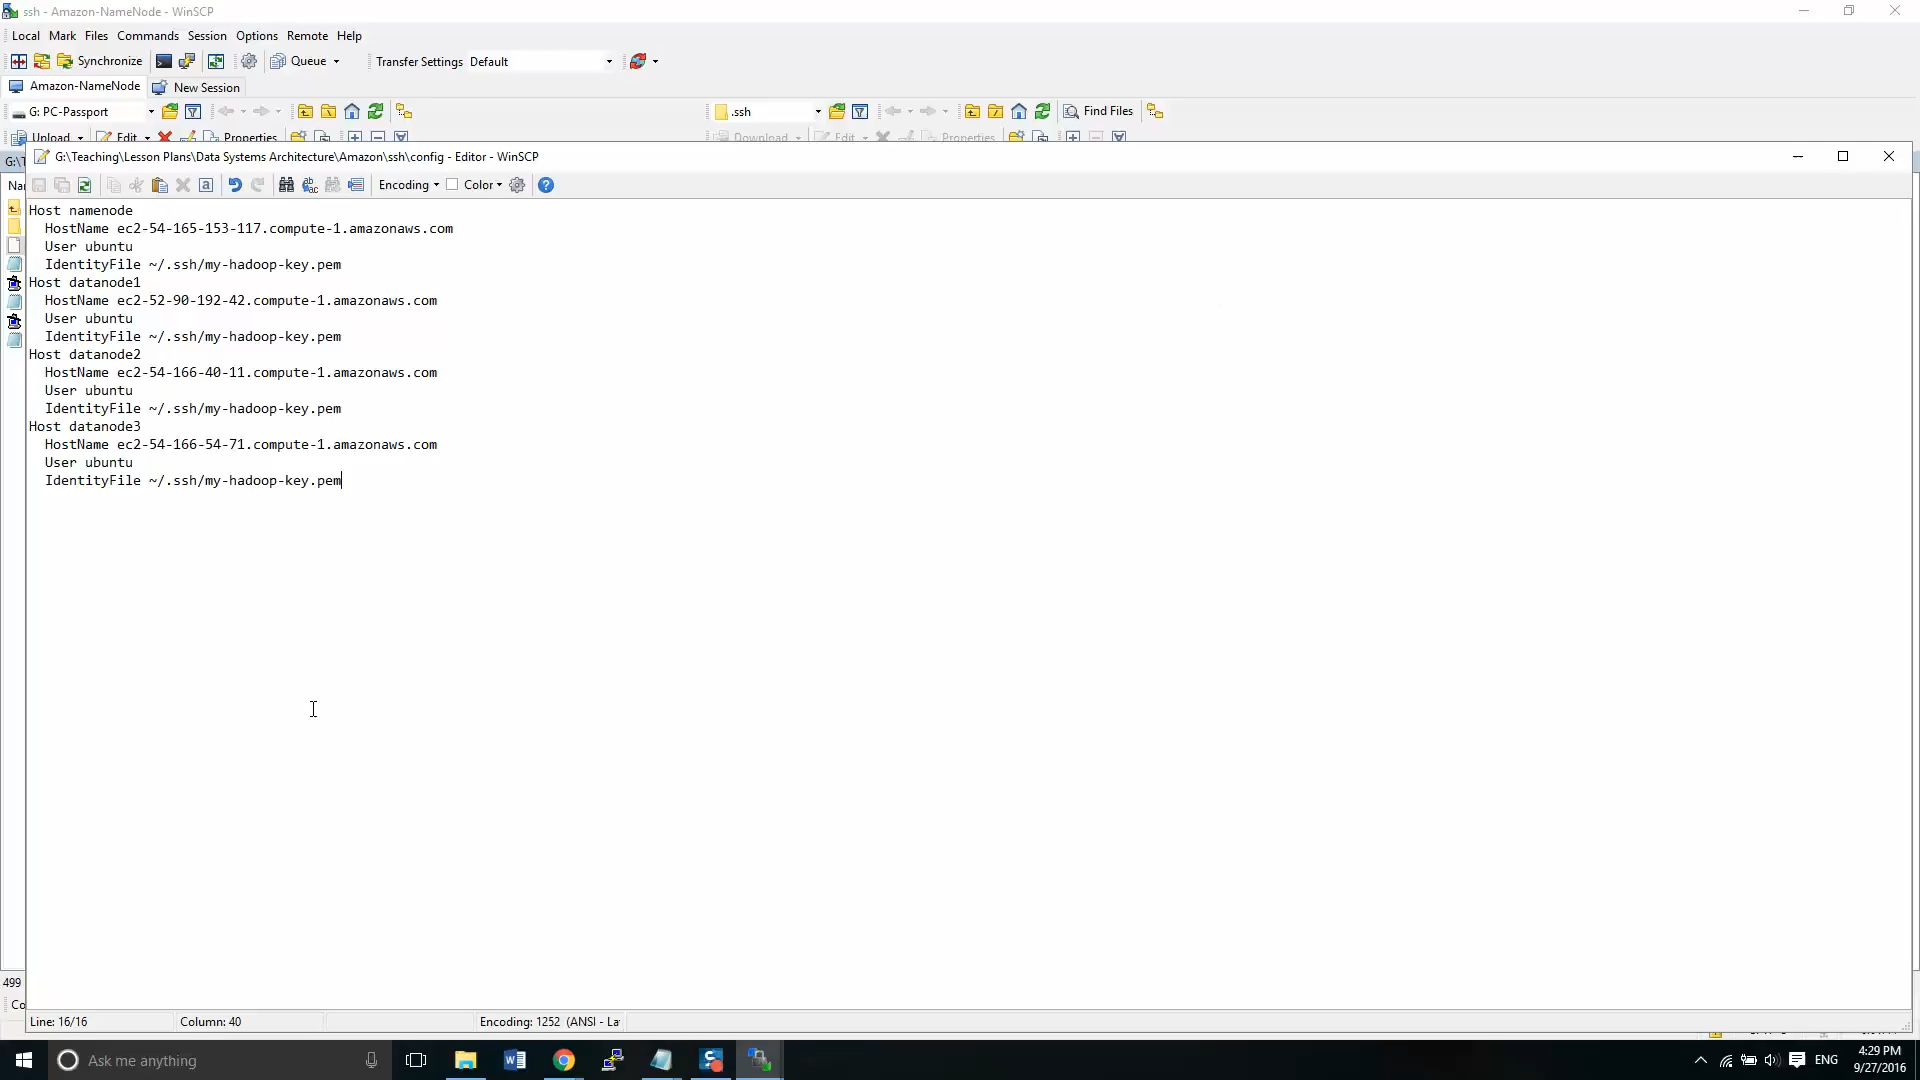 ssh - Amazon-NameNode - WinSCP
Local Mark Files Commands Session Options Remote Help
Synchronize Queue Transfer Settings Default
Amazon-NameNode New Session
G: PC-Passport .ssh Find Files
Upload Edit Properties Download Edit Properties
G:\Teaching\Lesson Plans\Data Systems Architecture\Amazon\ssh\config - Editor - WinSCP
Encoding Color
Host namenode
HostName ec2-54-165-153-117.compute-1.amazonaws.com
User ubuntu
IdentityFile ~/.ssh/my-hadoop-key.pem
Host datanode1
HostName ec2-52-90-192-42.compute-1.amazonaws.com
User ubuntu
IdentityFile ~/.ssh/my-hadoop-key.pem
Host datanode2
HostName ec2-54-166-40-11.compute-1.amazonaws.com
User ubuntu
IdentityFile ~/.ssh/my-hadoop-key.pem
Host datanode3
HostName ec2-54-166-54-71.compute-1.amazonaws.com
User ubuntu
IdentityFile ~/.ssh/my-hadoop-key.pem
499
Line: 16/16 Column: 40 Encoding: 1252 (ANSI - La
Ask me anything ENG 4:29 PM
9/27/2016